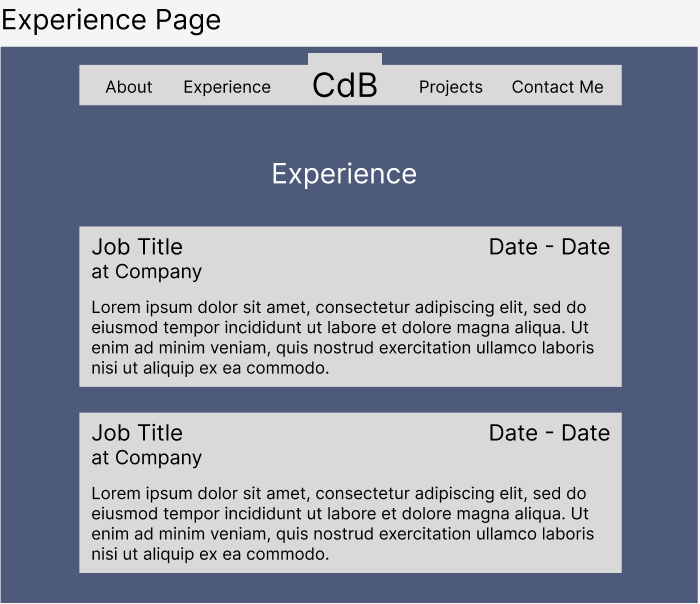 Experience Page
About Experience CdB Projects Contact Me
Experience
Job Title Date - Date
at Company
Lorem ipsum dolor sit amet, consectetur adipiscing elit, sed do
eiusmod tempor incididunt ut labore et dolore magna aliqua. Ut
enim ad minim veniam, quis nostrud exercitation ullamco laboris
nisi ut aliquip ex ea commodo.
Job Title Date - Date
at Company
Lorem ipsum dolor sit amet, consectetur adipiscing elit, sed do
eiusmod tempor incididunt ut labore et dolore magna aliqua. Ut
enim ad minim veniam, quis nostrud exercitation ullamco laboris
nisi ut aliquip ex ea commodo.